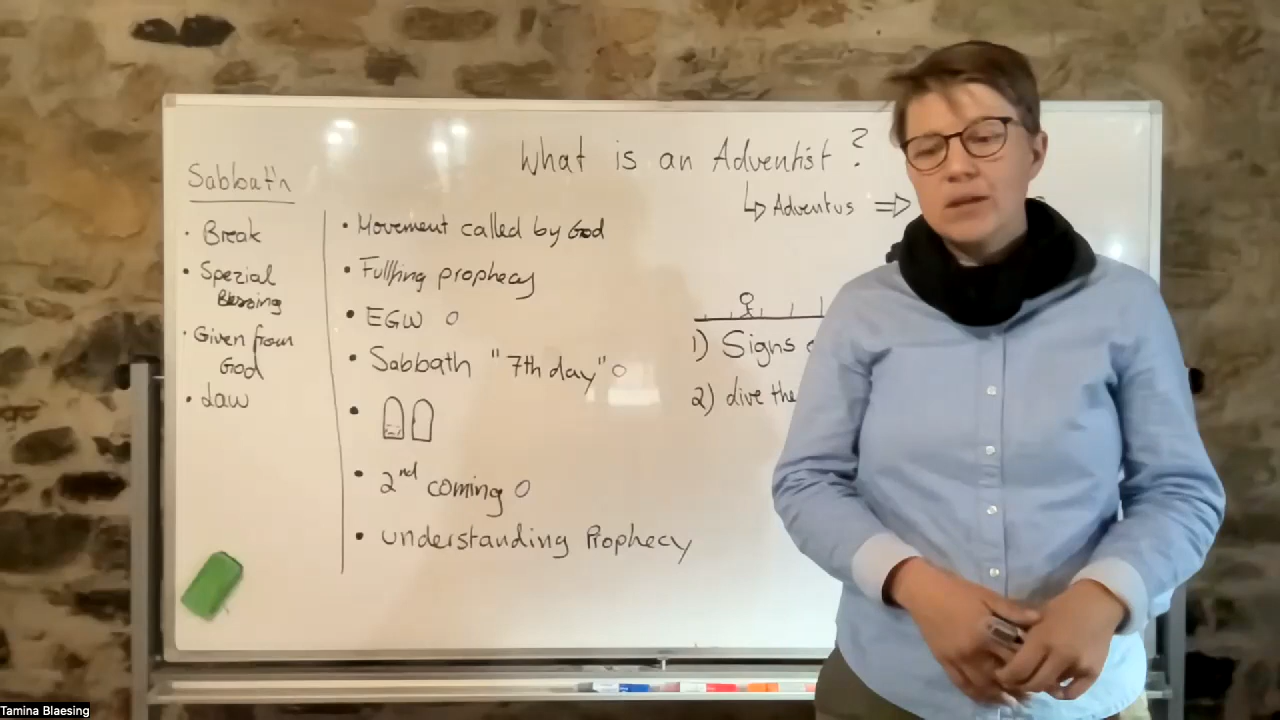 What is an Adventist ?
↳ Adventus ⇒
Sabbath
• Break
• Spezial
Blessing
• Given from
God
• Law
• Movement called by God
• Fullfing prophecy
• EGW o
• Sabbath "7th day" o
• 2nd coming o
• understanding Prophecy
1) Signs
2) live the
Tamina Blaesing